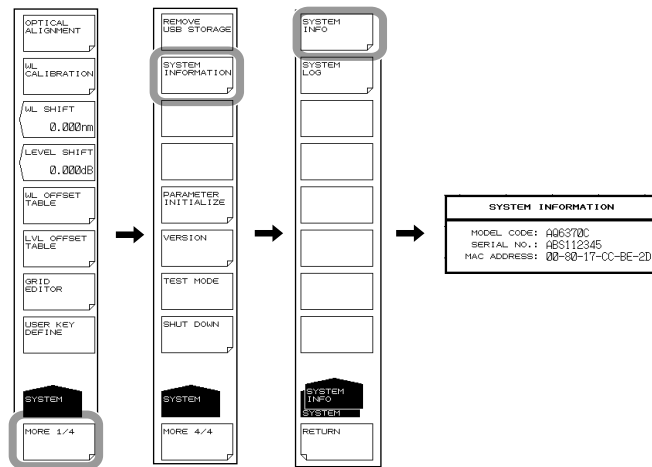 OPTICAL
ALIGNMENT
WL
CALIBRATION
WL SHIFT
0.000nm
LEVEL SHIFT
0.000dB
WL OFFSET
TABLE
LVL OFFSET
TABLE
GRID
EDITOR
USER KEY
DEFINE
SYSTEM
MORE 1/4
REMOVE
USB STORAGE
SYSTEM
INFORMATION
PARAMETER
INITIALIZE
VERSION
TEST MODE
SHUT DOWN
SYSTEM
MORE 4/4
SYSTEM
INFO
SYSTEM
LOG
SYSTEM
INFO
SYSTEM
RETURN
SYSTEM INFORMATION
MODEL CODE: AQ6370C
SERIAL NO.: ABS112345
MAC ADDRESS: 00-80-17-CC-BE-2D